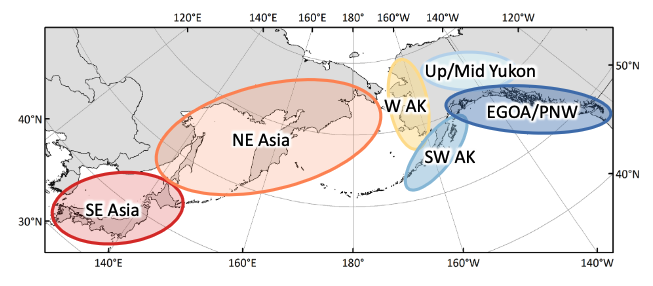 120°E 140°E 160°E 180° 160°W 140°W 120°W
50°N
Up/Mid Yukon
W AK
EGOA/PNW
40°N
NE Asia
SW AK
40°N
SE Asia
30°N
140°E 160°E 180° 160°W 140°W